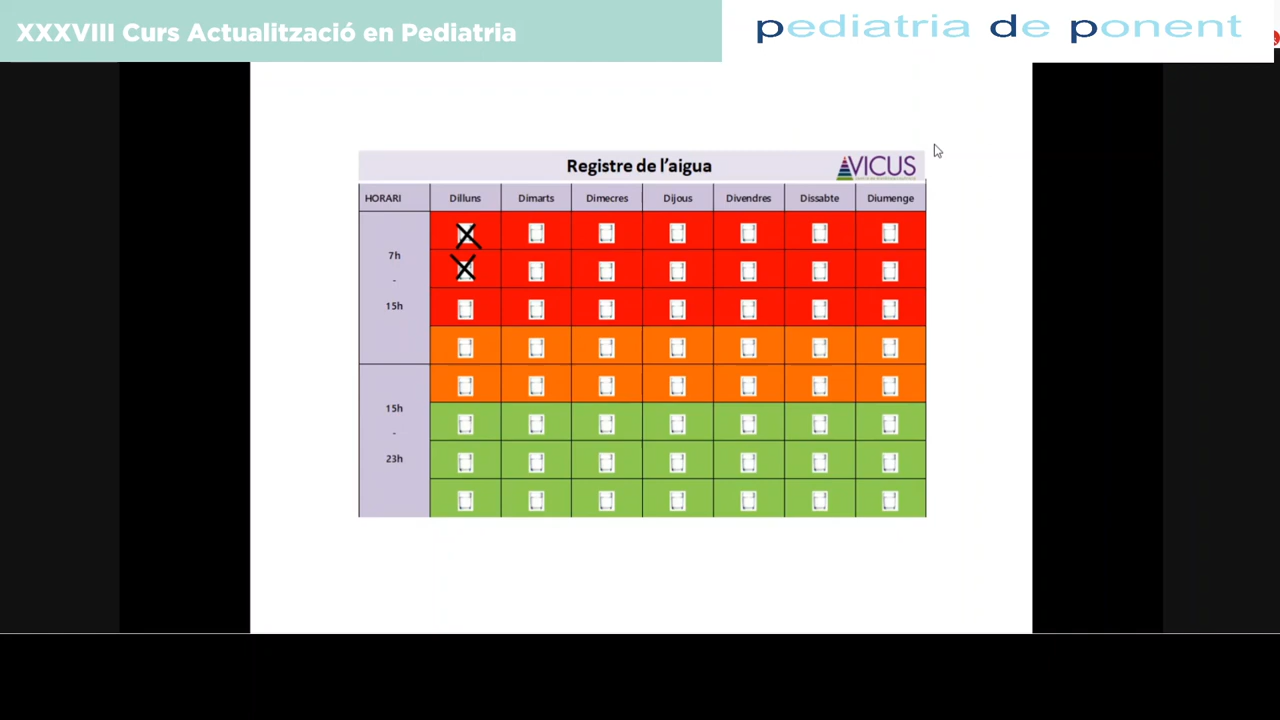 XXXVIII Curs Actualització en Pediatria
pediatria de ponent
Registre de l'aigua
VICUS
HORARI Dilluns Dimarts Dimecres Dijous Divendres Dissabte Diumenge
7h
-
15h
15h
-
23h